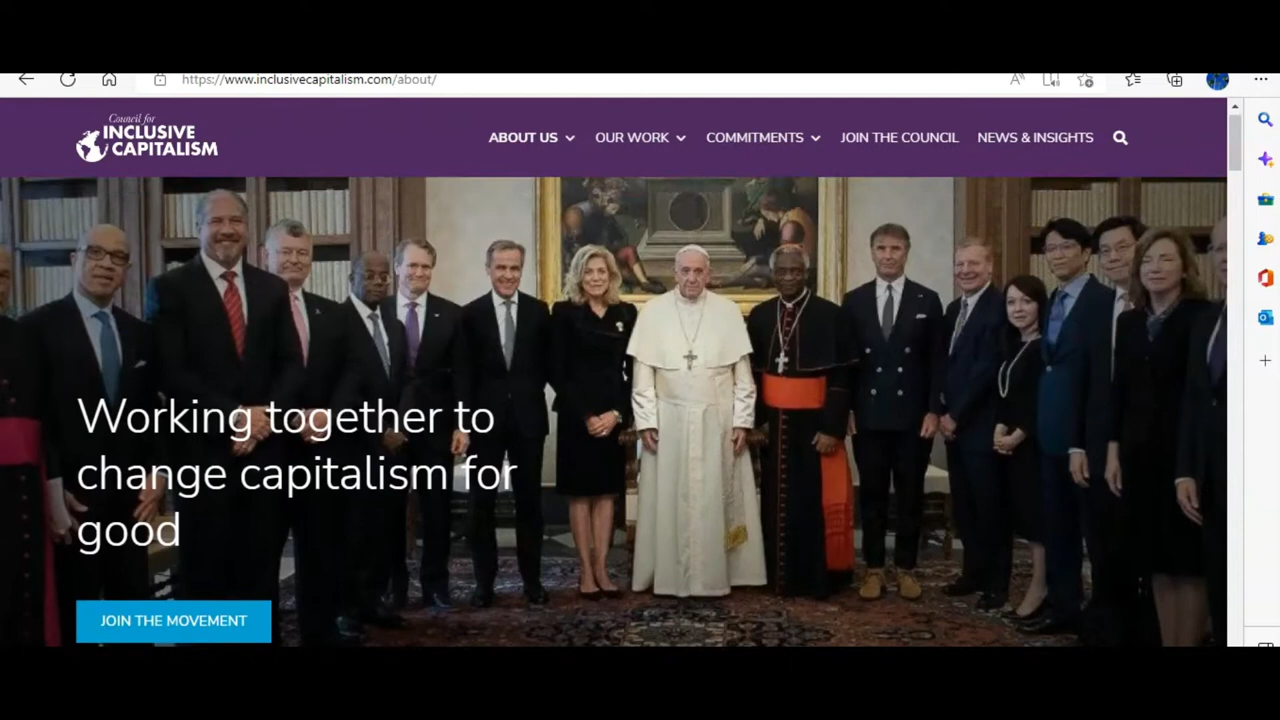 https://www.inclusivecapitalism.com/about/
Council for
INCLUSIVE
CAPITALISM
ABOUT US
OUR WORK
COMMITMENTS
JOIN THE COUNCIL
NEWS & INSIGHTS
Working together to
change capitalism for
good
JOIN THE MOVEMENT